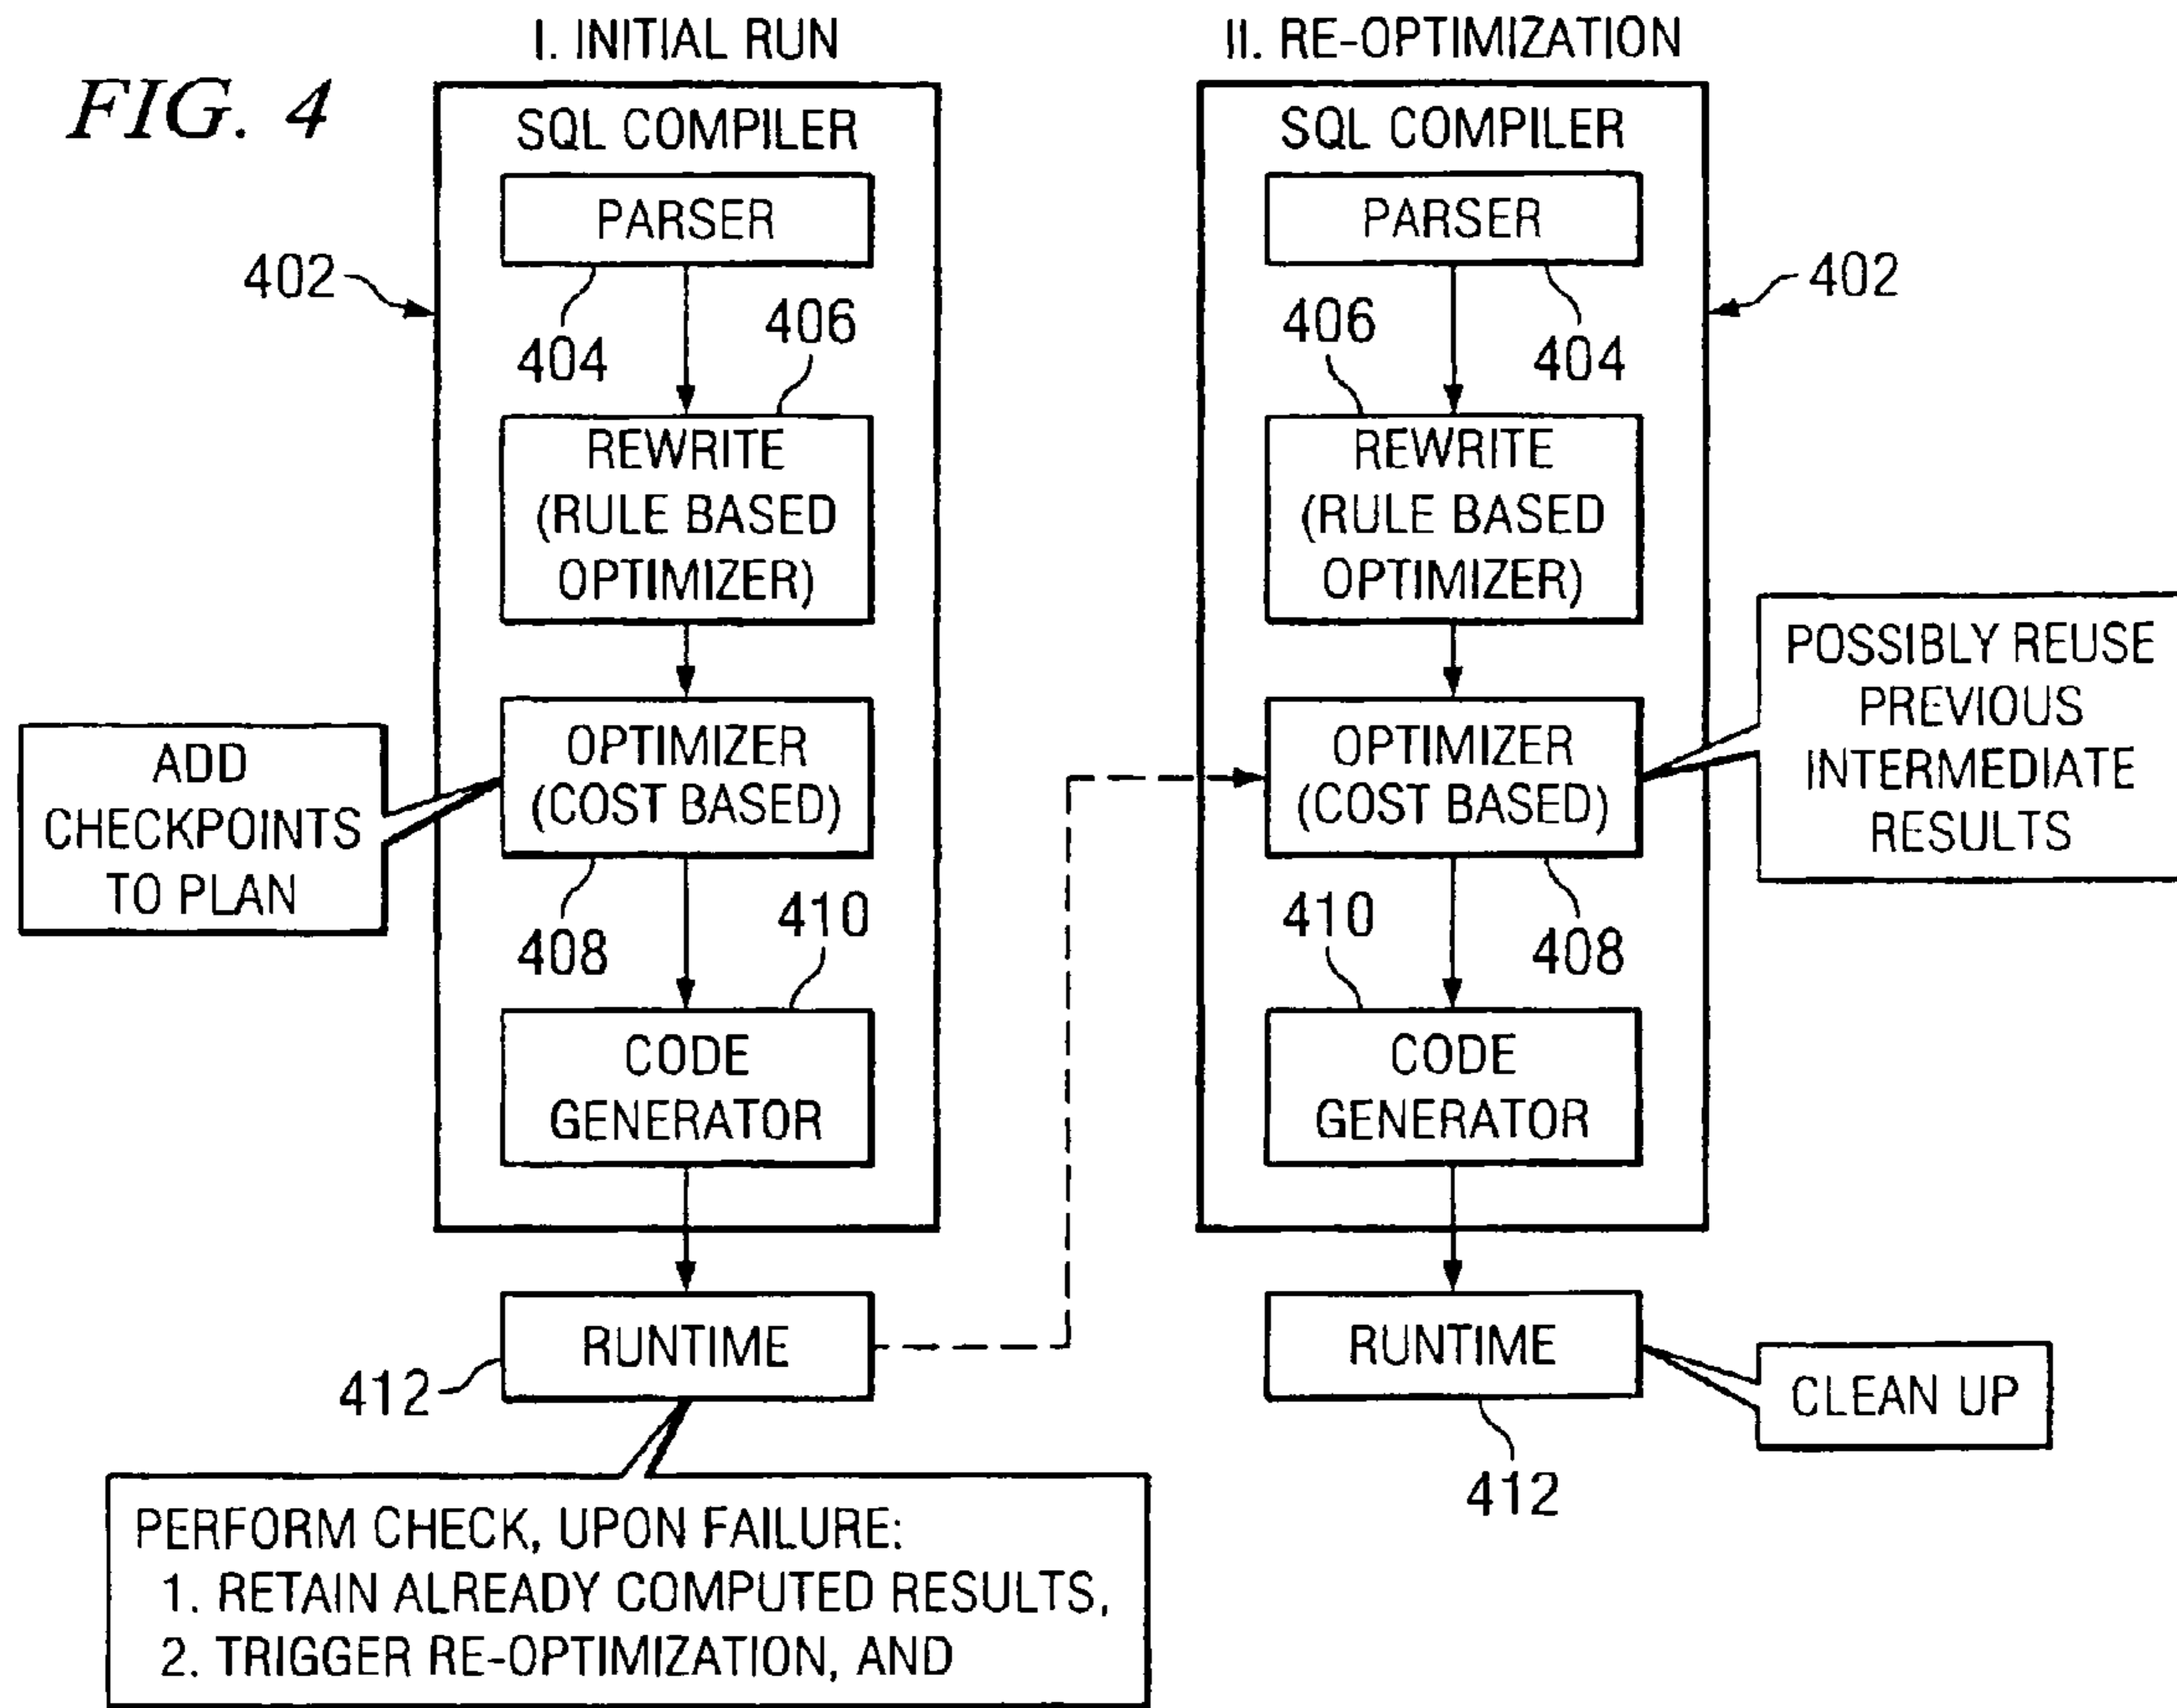 FIG. 4
I. INITIAL RUN
SQL COMPILER
PARSER
402
404
406
REWRITE
(RULE BASED
OPTIMIZER)
ADD
CHECKPOINTS
TO PLAN
OPTIMIZER
(COST BASED)
408
410
CODE
GENERATOR
RUNTIME
412
PERFORM CHECK, UPON FAILURE:
1. RETAIN ALREADY COMPUTED RESULTS,
2. TRIGGER RE-OPTIMIZATION, AND
II. RE-OPTIMIZATION
SQL COMPILER
PARSER
402
406
404
REWRITE
(RULE BASED
OPTIMIZER)
OPTIMIZER
(COST BASED)
POSSIBLY REUSE
PREVIOUS
INTERMEDIATE
RESULTS
410
408
CODE
GENERATOR
RUNTIME
CLEAN UP
412